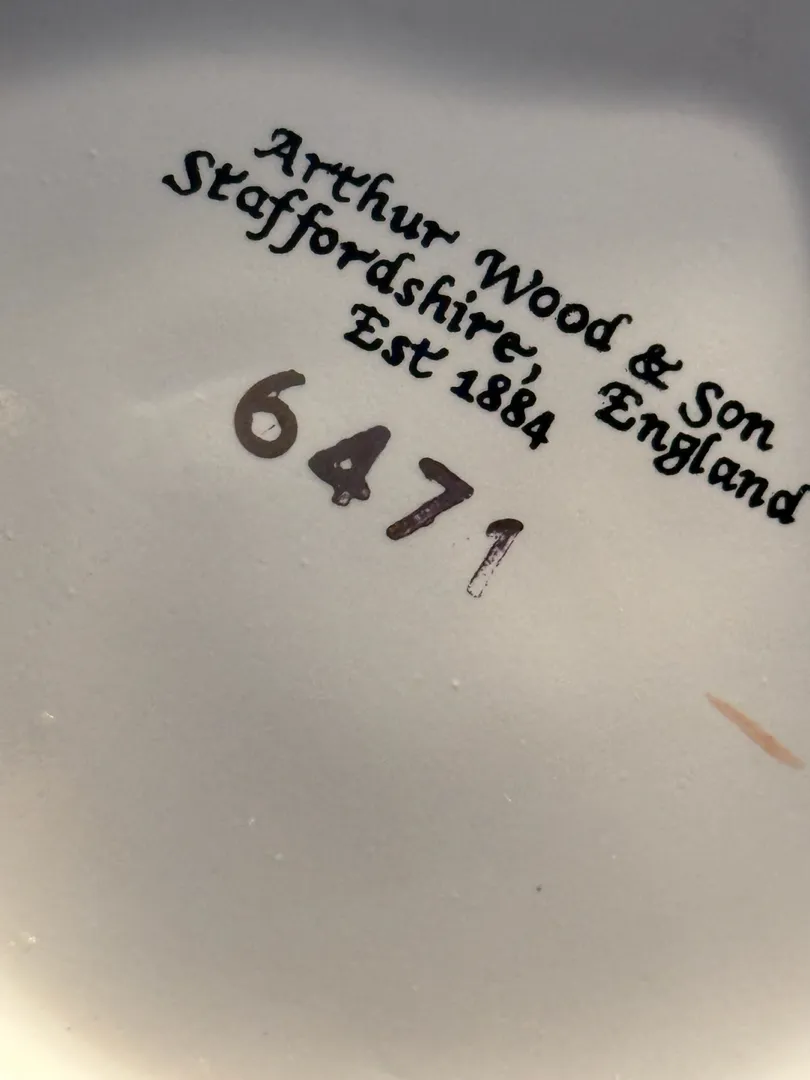 Arthur Wood & Son
Staffordshire, England
Est 1884
6471